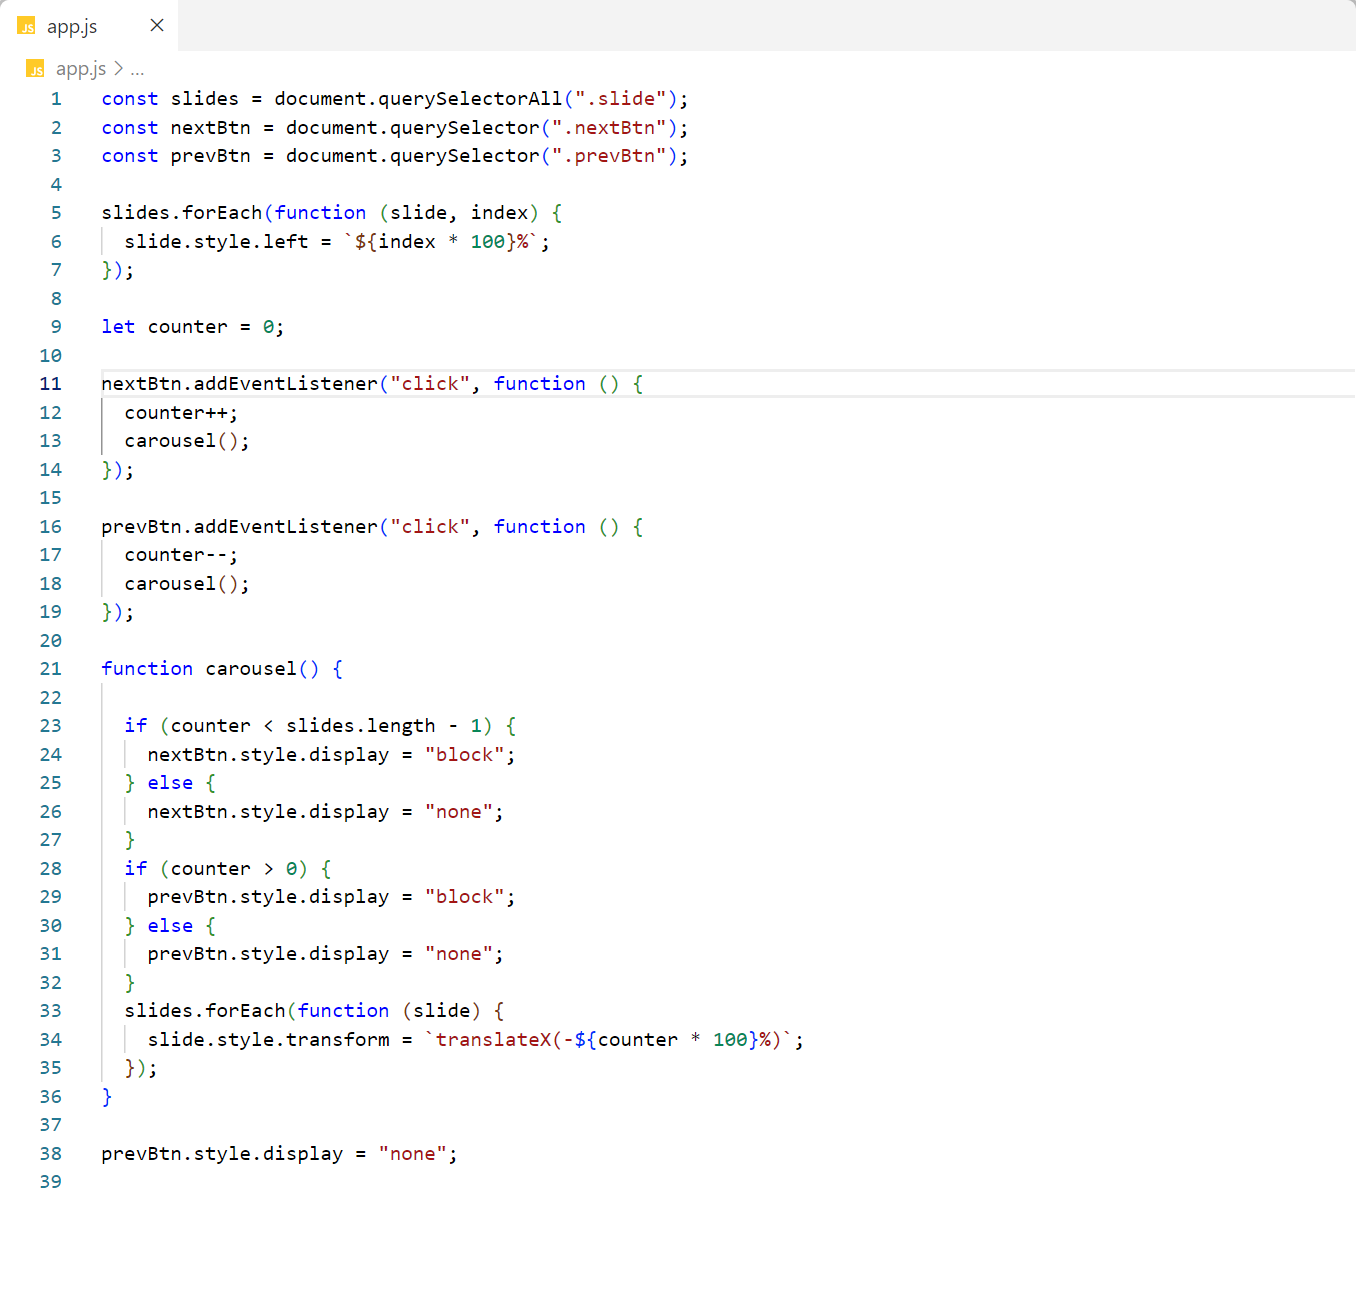 JS app.js ×
JS app.js > ...
1 const slides = document.querySelectorAll(".slide");
2 const nextBtn = document.querySelector(".nextBtn");
3 const prevBtn = document.querySelector(".prevBtn");
4
5 slides.forEach(function (slide, index) {
6   slide.style.left = `${index * 100}%`;
7 });
8
9 let counter = 0;
10
11 nextBtn.addEventListener("click", function () {
12   counter++;
13   carousel();
14 });
15
16 prevBtn.addEventListener("click", function () {
17   counter--;
18   carousel();
19 });
20
21 function carousel() {
22
23   if (counter < slides.length - 1) {
24     nextBtn.style.display = "block";
25   } else {
26     nextBtn.style.display = "none";
27   }
28   if (counter > 0) {
29     prevBtn.style.display = "block";
30   } else {
31     prevBtn.style.display = "none";
32   }
33   slides.forEach(function (slide) {
34     slide.style.transform = `translateX(-${counter * 100}%)`;
35   });
36 }
37
38 prevBtn.style.display = "none";
39